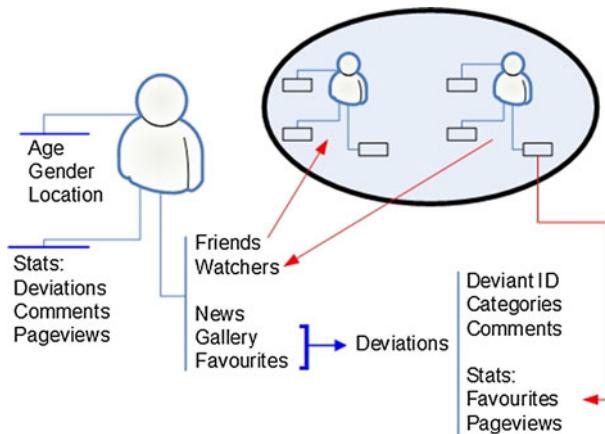 Age
Gender
Location
Stats:
Deviations
Comments
Pageviews
Friends
Watchers
News
Gallery
Favourites
Deviations
Deviant ID
Categories
Comments
Stats:
Favourites
Pageviews